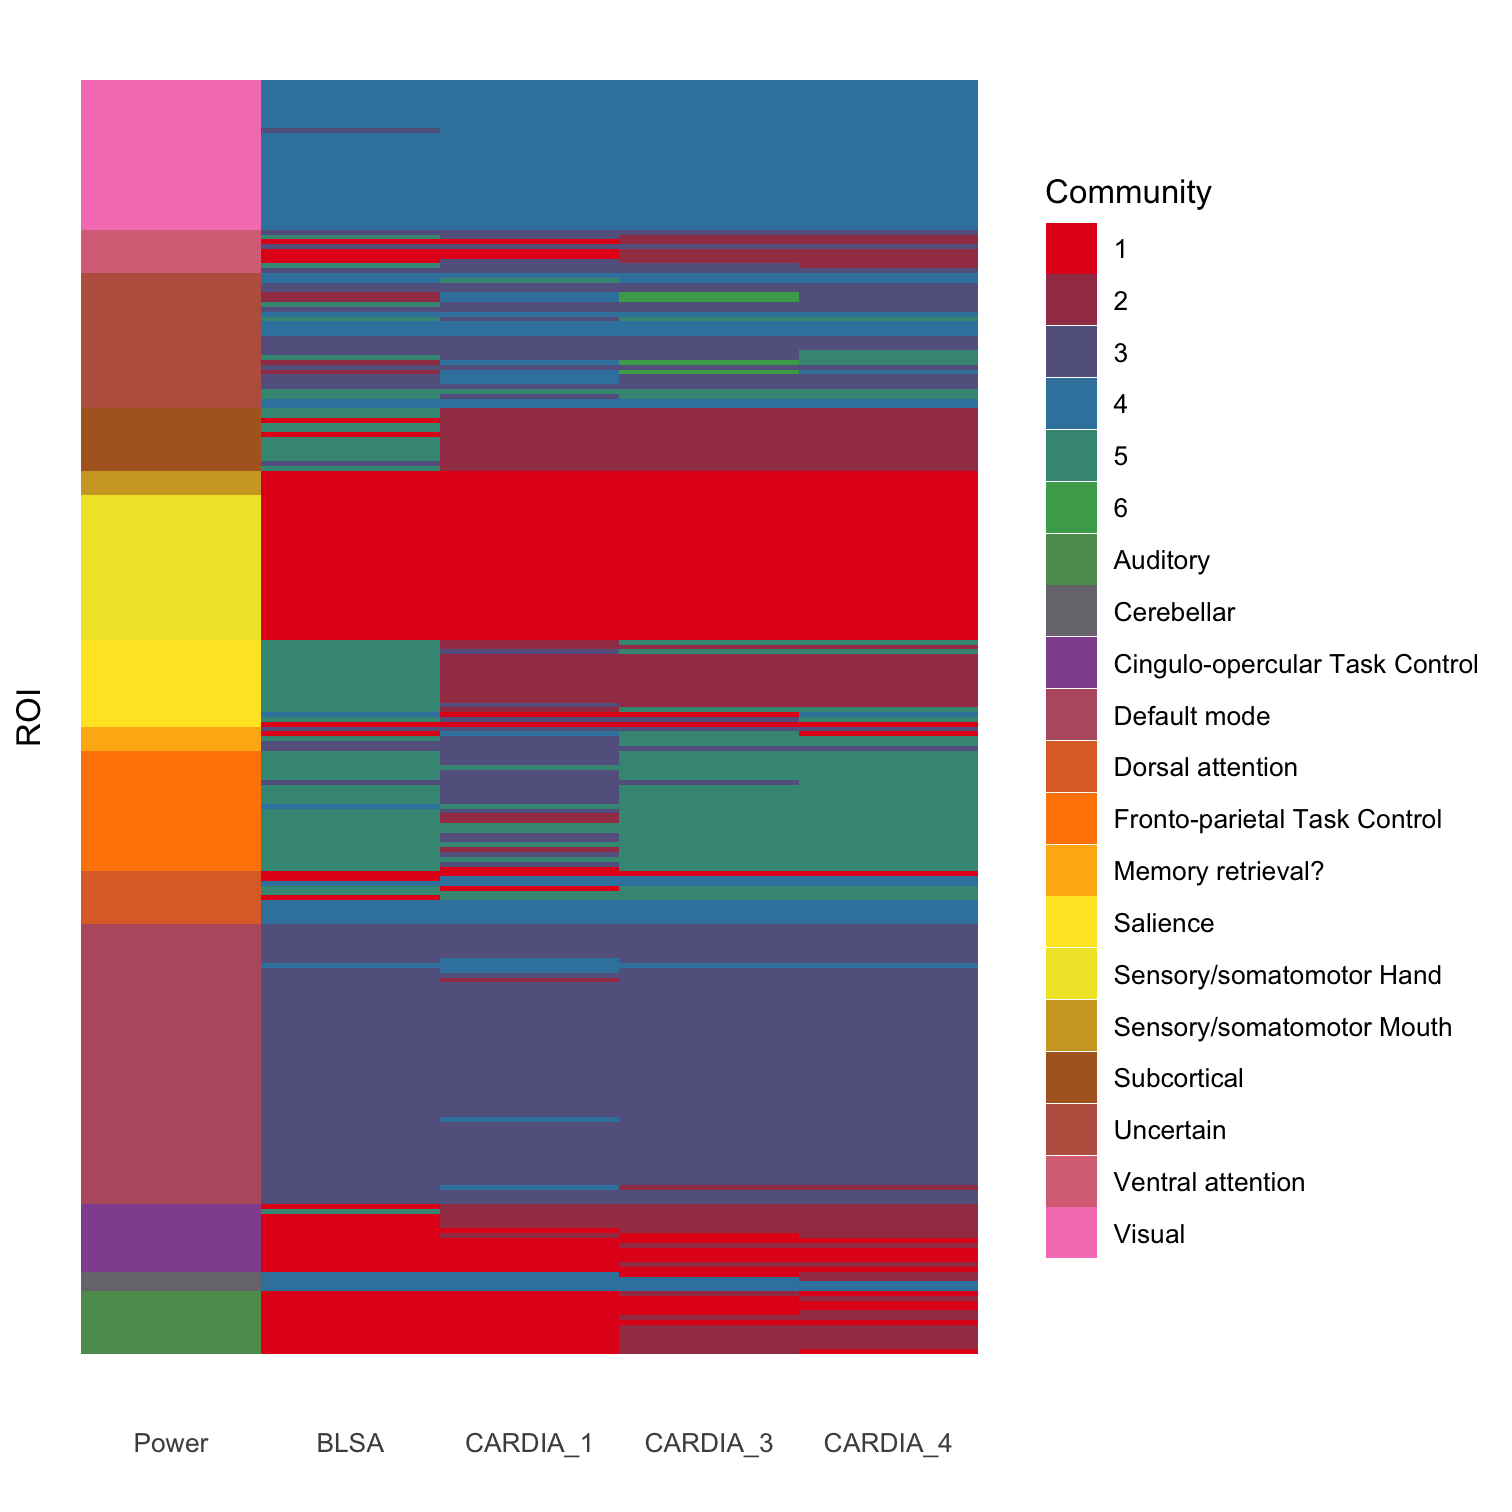 Community
1
2
3
4
5
6
Auditory
Cerebellar
Cingulo-opercular Task Control
Default mode
Dorsal attention
Fronto-parietal Task Control
Memory retrieval?
Salience
Sensory/somatomotor Hand
Sensory/somatomotor Mouth
Subcortical
Uncertain
Ventral attention
Visual
ROI
Power BLSA CARDIA_1 CARDIA_3 CARDIA_4